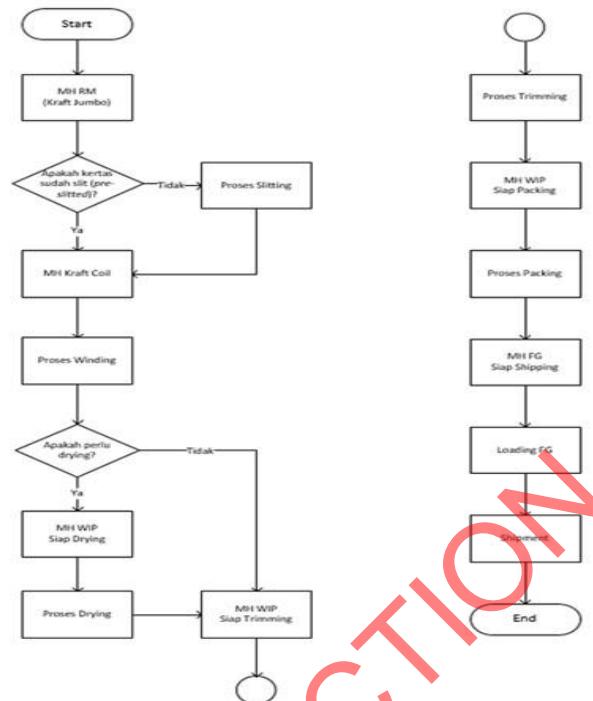 Start
MH RM
(Kraft Jumbo)
Apakah kertas
sudah slit (pre-
slitted)?
Tidak
Proses Slitting
Ya
MH Kraft Coil
Proses Winding
Apakah perlu
drying?
Tidak
Ya
MH WIP
Siap Drying
Proses Drying
MH WIP
Siap Trimming
Proses Trimming
MH WIP
Siap Packing
Proses Packing
MH FG
Siap Shipping
Loading FG
Shipment
End
CTION